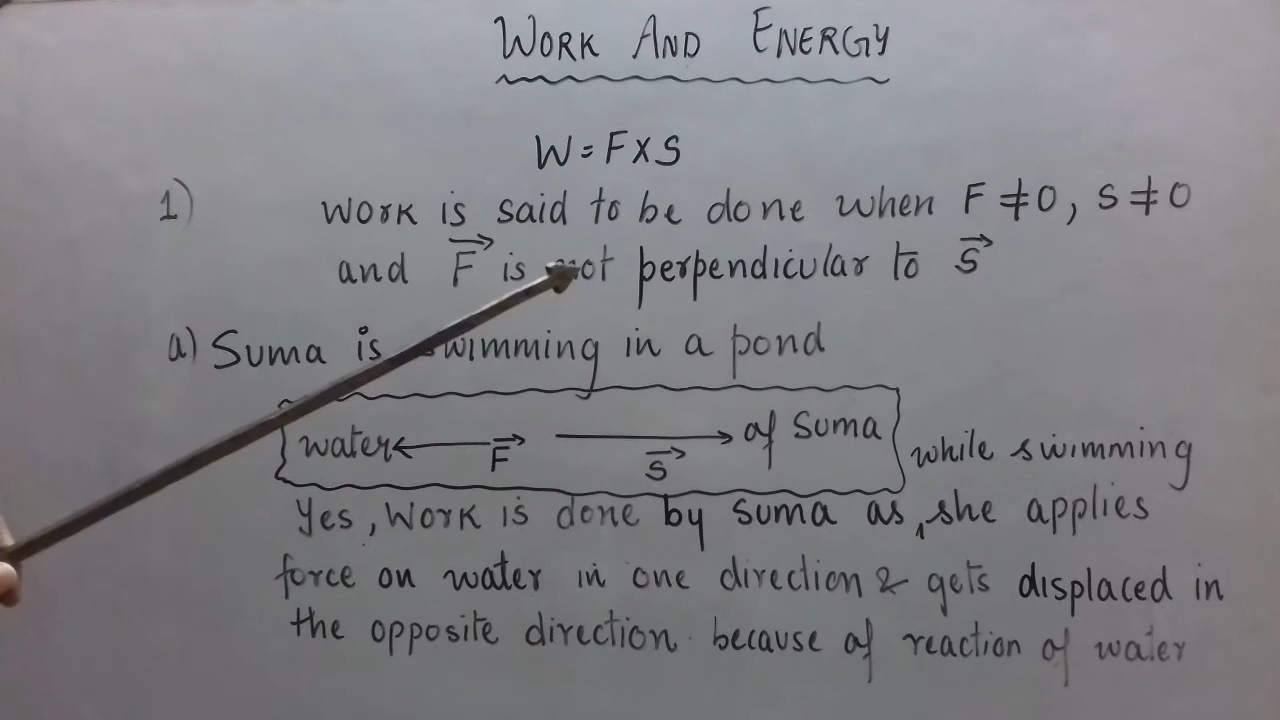 WORK AND ENERGY
W = F X S
1) Work is said to be done when F ≠ 0, S ≠ 0
and F⃗ is not perpendicular to S⃗
a) Suma is swimming in a pond
water ← F⃗ → S⃗ of Suma
while swimming
Yes, Work is done by suma as, she applies
force on water in one direction & gets displaced in
the opposite direction. because of reaction of water